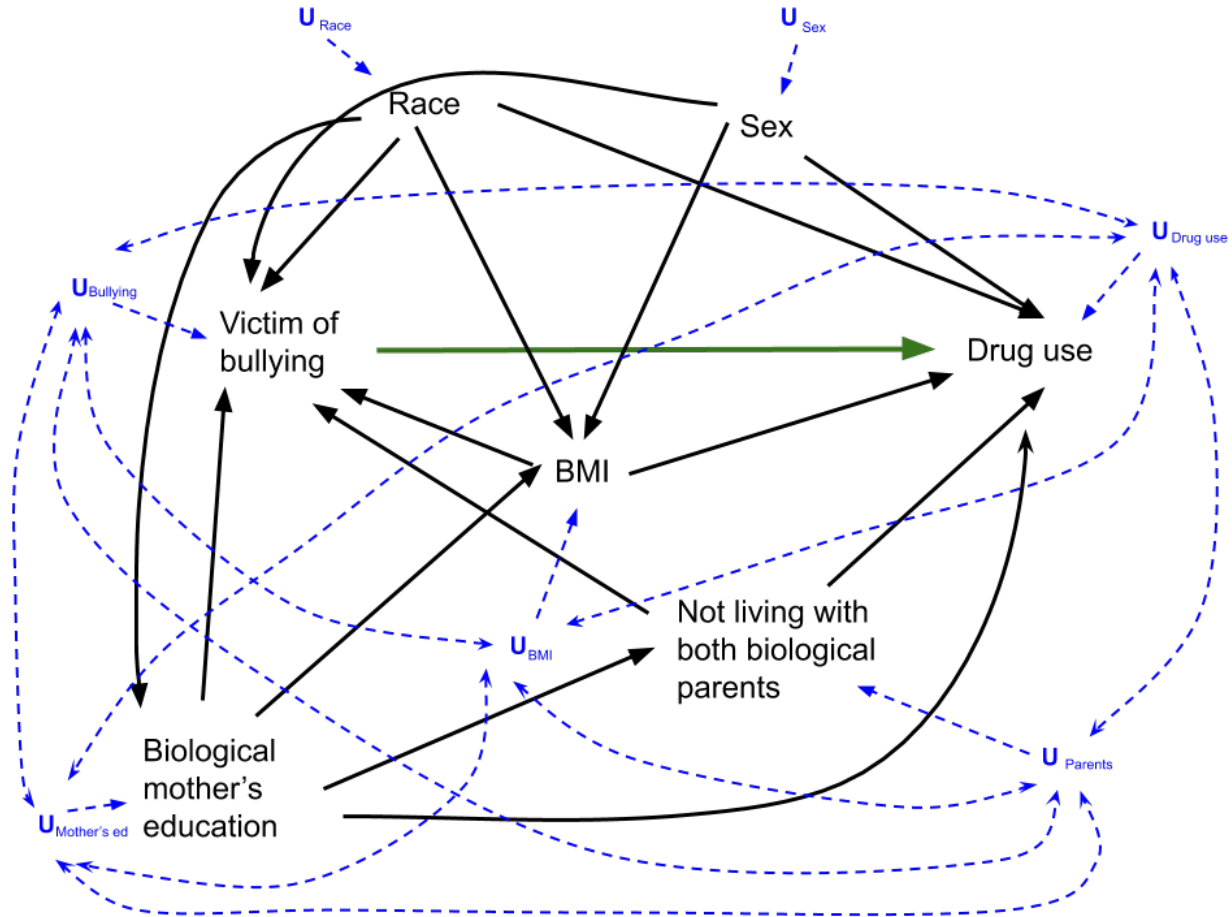 U Race
U Sex
Race
Sex
U Drug use
U Bullying
Victim of
bullying
Drug use
BMI
Not living with
both biological
parents
U BMI
Biological
mother's
education
U Parents
U Mother's ed